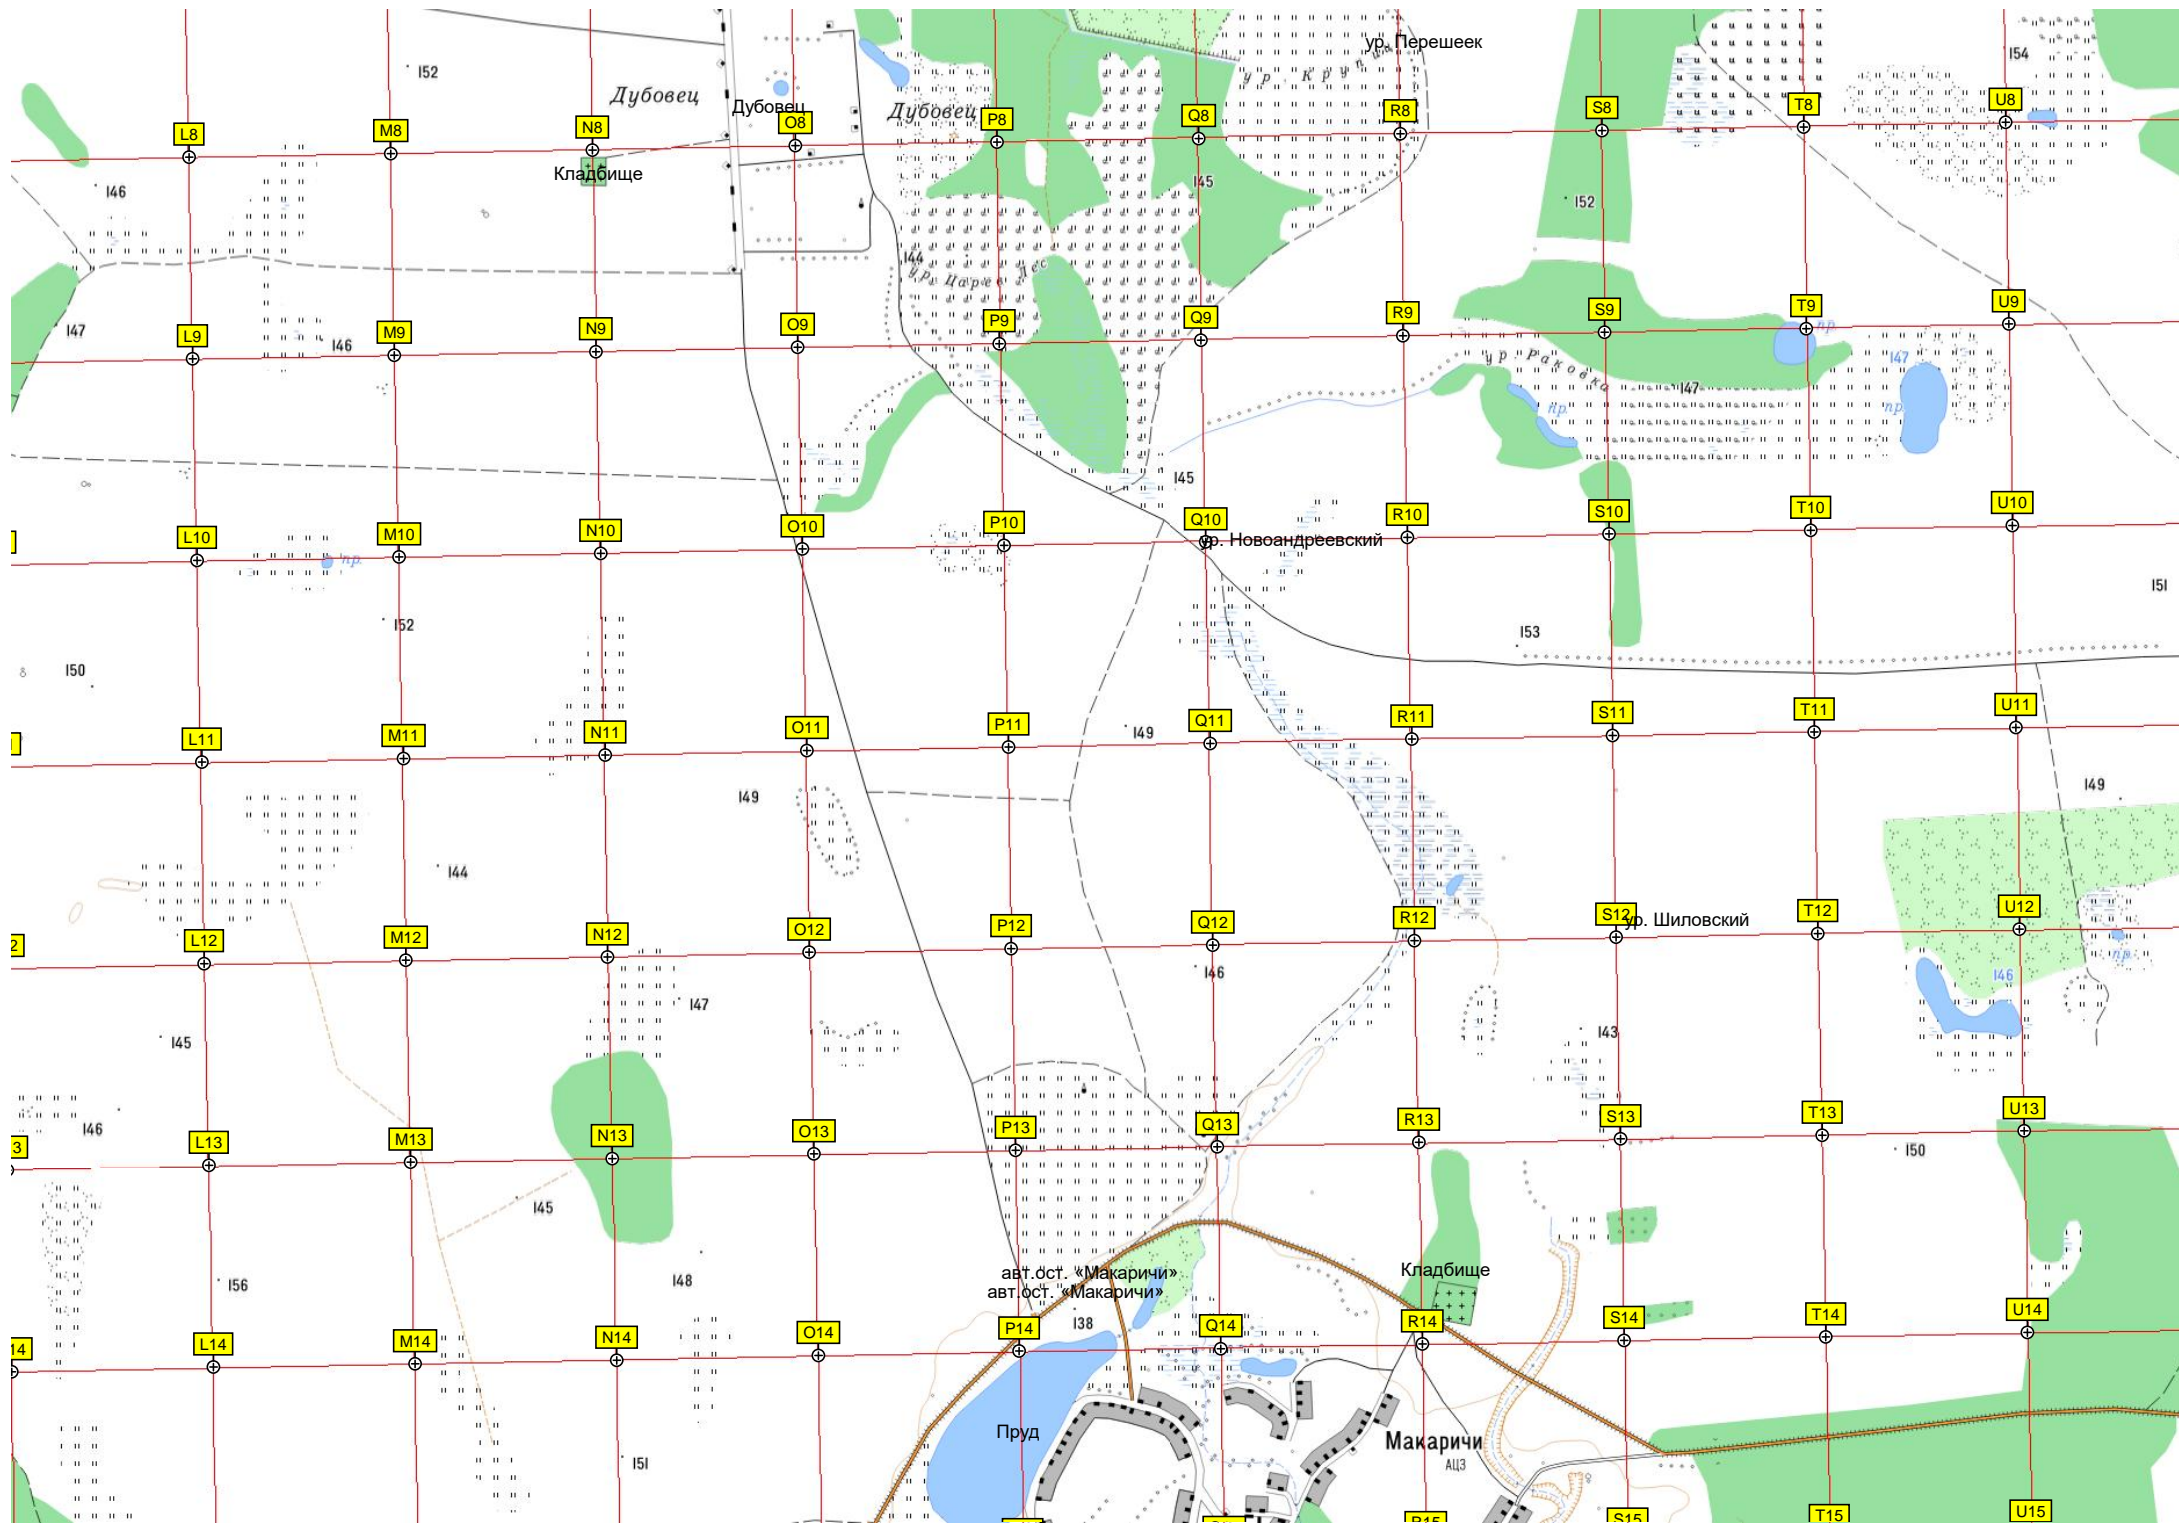 ур. Перешеек
154
152
ур. Крупи
Дубовец
Дубовец
Дубовец
L8 M8 N8 O8 P8 Q8 R8 S8 T8 U8
Кладбище
146
145
152
144
ур. Царев Лес
147
146
L9 M9 N9 O9 P9 Q9 R9 S9 T9 U9
пр.
ур. Раковка
147
147
пр.
пр.
145
L10 M10 N10 O10 P10 Q10 R10 S10 T10 U10
ур. Новоандреевский
пр.
151
152
153
150
L11 M11 N11 O11 P11 Q11 R11 S11 T11 U11
149
149
149
144
2 L12 M12 N12 O12 P12 Q12 R12 S12 T12 U12
ур. Шиловский
пр.
146
146
147
145
143
146
3 L13 M13 N13 O13 P13 Q13 R13 S13 T13 U13
150
145
авт.ост. «Макаричи»
авт.ост. «Макаричи»
Кладбище
156
148
138
14 L14 M14 N14 O14 P14 Q14 R14 S14 T14 U14
Пруд
Макаричи
АЦЗ
151
R15 S15 T15 U15